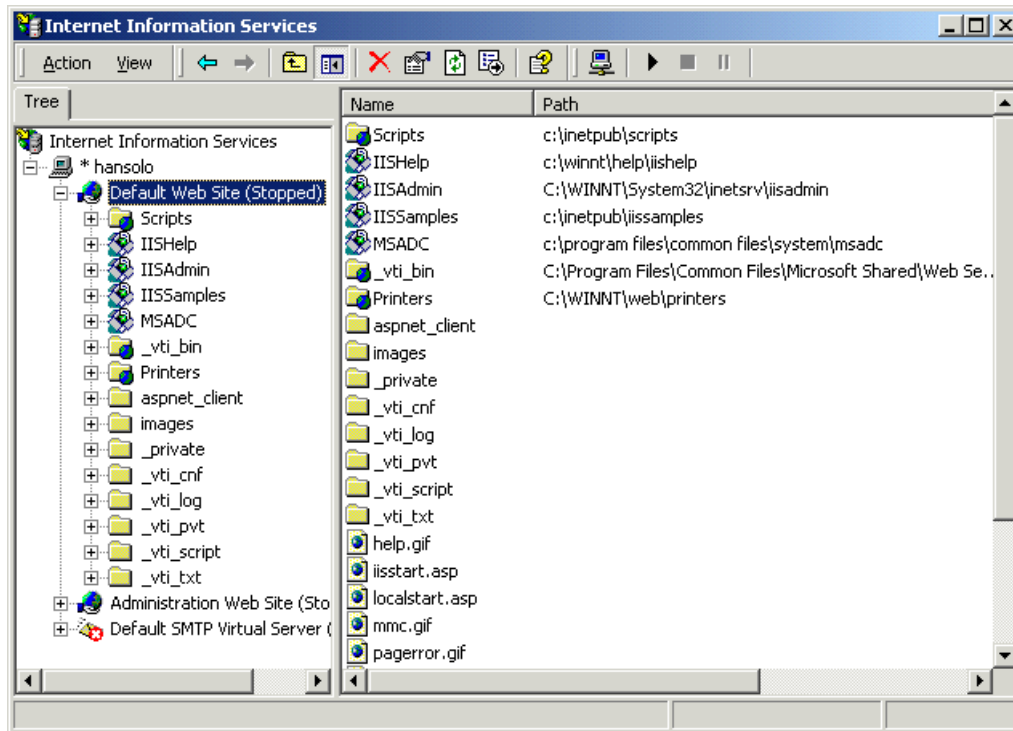 Internet Information Services
Action View
Tree
Internet Information Services
* hansolo
Default Web Site (Stopped)
Scripts
IISHelp
IISAdmin
IISSamples
MSADC
_vti_bin
Printers
aspnet_client
images
_private
_vti_cnf
_vti_log
_vti_pvt
_vti_script
_vti_txt
Administration Web Site (Sto
Default SMTP Virtual Server (
Name Path
Scripts c:\inetpub\scripts
IISHelp c:\winnt\help\iishelp
IISAdmin C:\WINNT\System32\inetsrv\iisadmin
IISSamples c:\inetpub\iissamples
MSADC c:\program files\common files\system\msadc
_vti_bin C:\Program Files\Common Files\Microsoft Shared\Web Se..
Printers C:\WINNT\web\printers
aspnet_client
images
_private
_vti_cnf
_vti_log
_vti_pvt
_vti_script
_vti_txt
help.gif
iisstart.asp
localstart.asp
mmc.gif
pagerror.gif